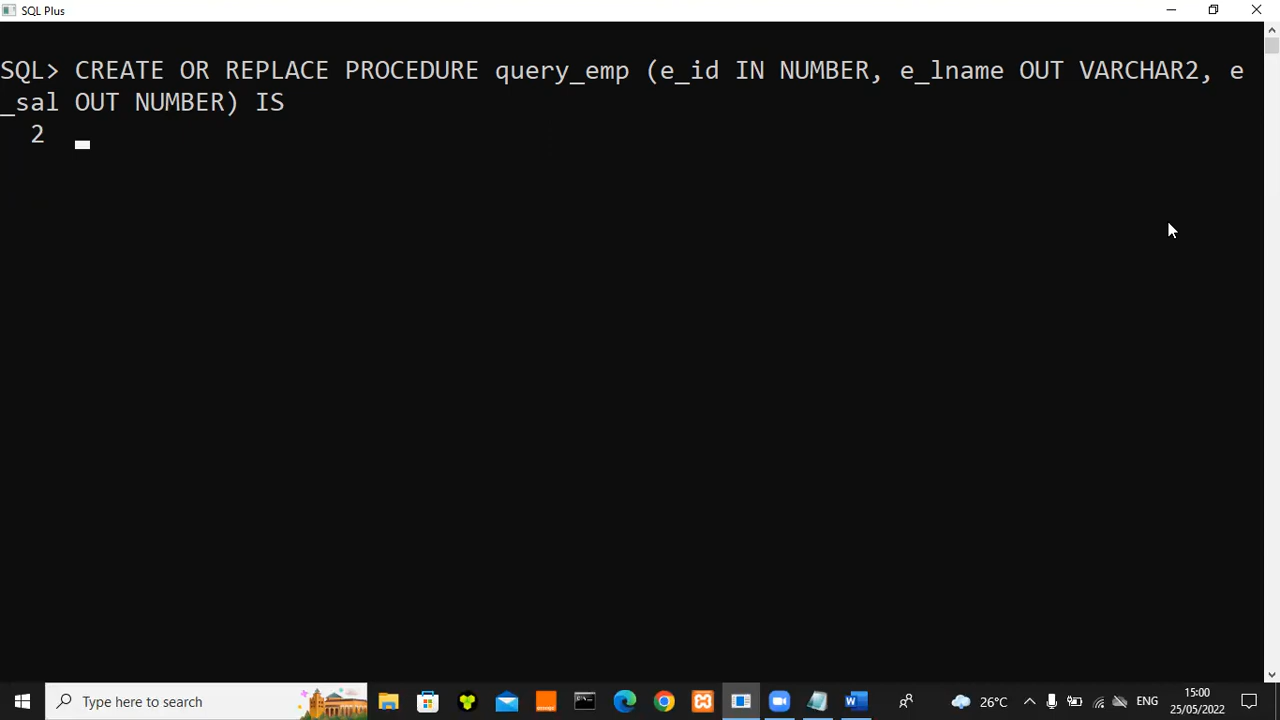 SQL Plus
SQL> CREATE OR REPLACE PROCEDURE query_emp (e_id IN NUMBER, e_lname OUT VARCHAR2, e
_sal OUT NUMBER) IS
2
Type here to search
26°C
ENG
15:00
25/05/2022